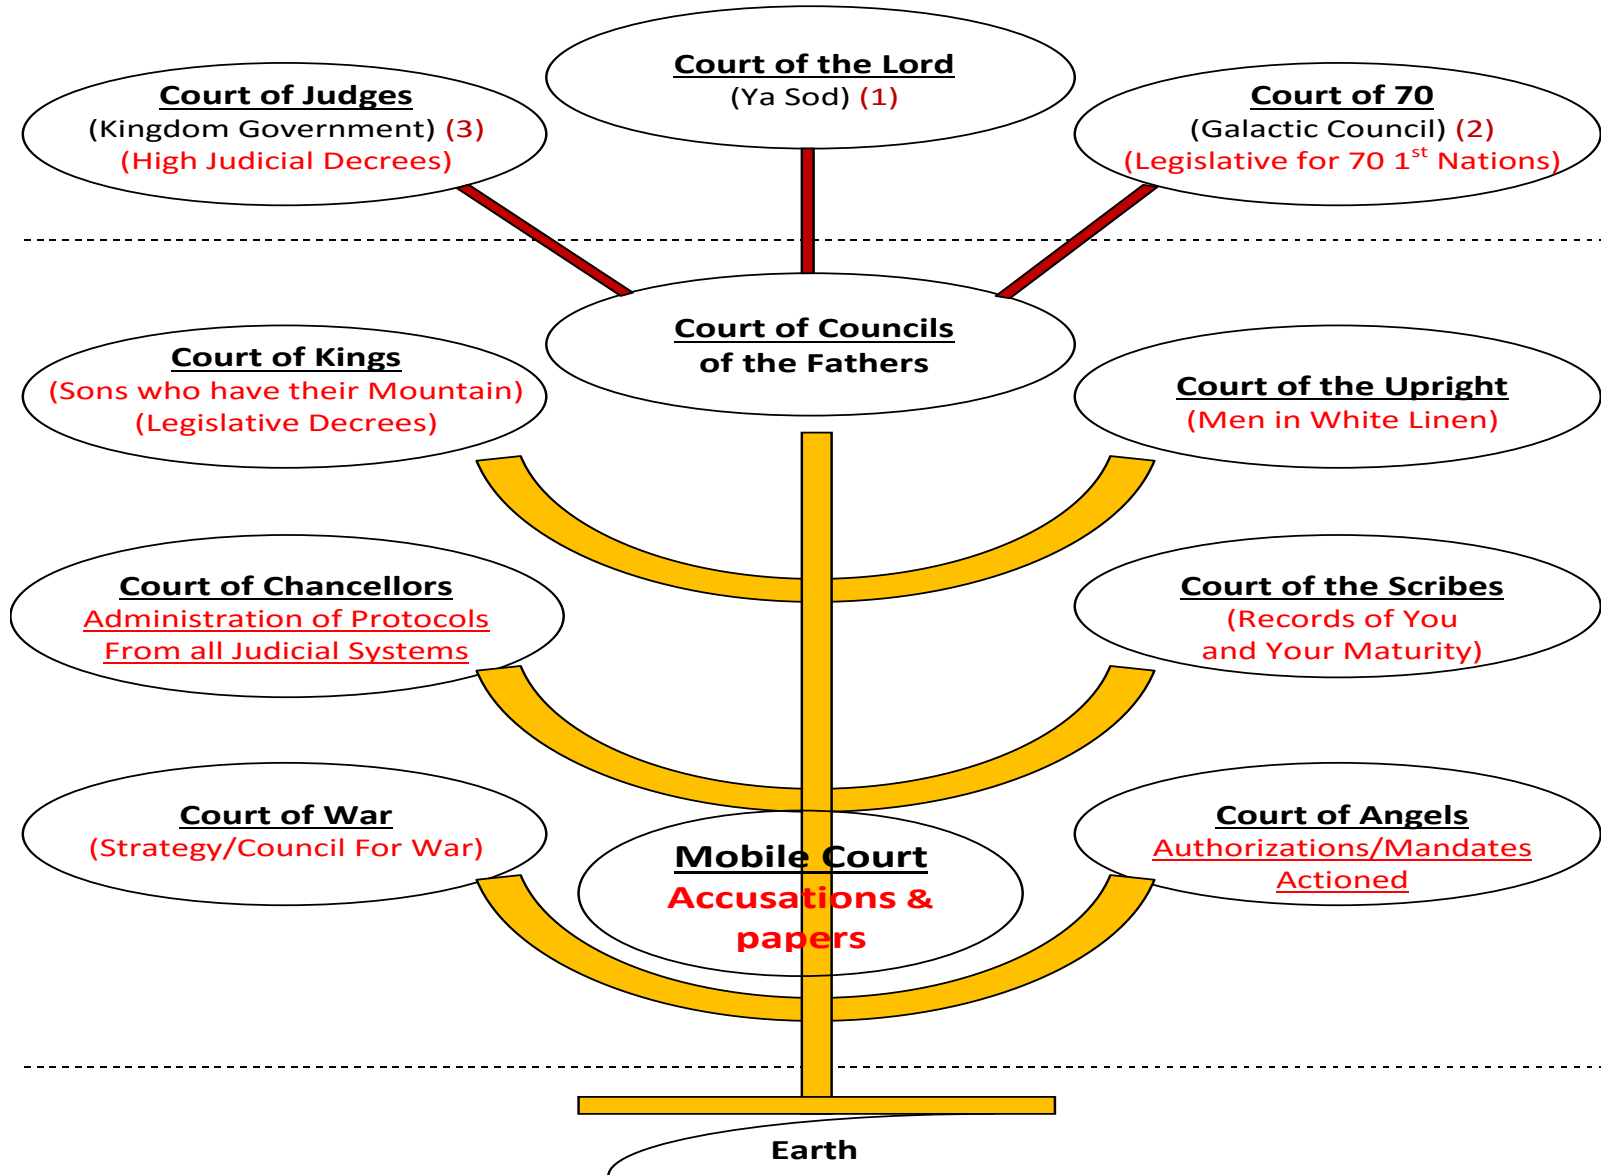 Court of the Lord
(Ya Sod) (1)
Court of Judges
(Kingdom Government) (3)
(High Judicial Decrees)
Court of 70
(Galactic Council) (2)
(Legislative for 70 1st Nations)
Court of Councils
of the Fathers
Court of Kings
(Sons who have their Mountain)
(Legislative Decrees)
Court of the Upright
(Men in White Linen)
Court of Chancellors
Administration of Protocols
From all Judicial Systems
Court of the Scribes
(Records of You
and Your Maturity)
Court of War
(Strategy/Council For War)
Mobile Court
Accusations &
papers
Court of Angels
Authorizations/Mandates
Actioned
Earth